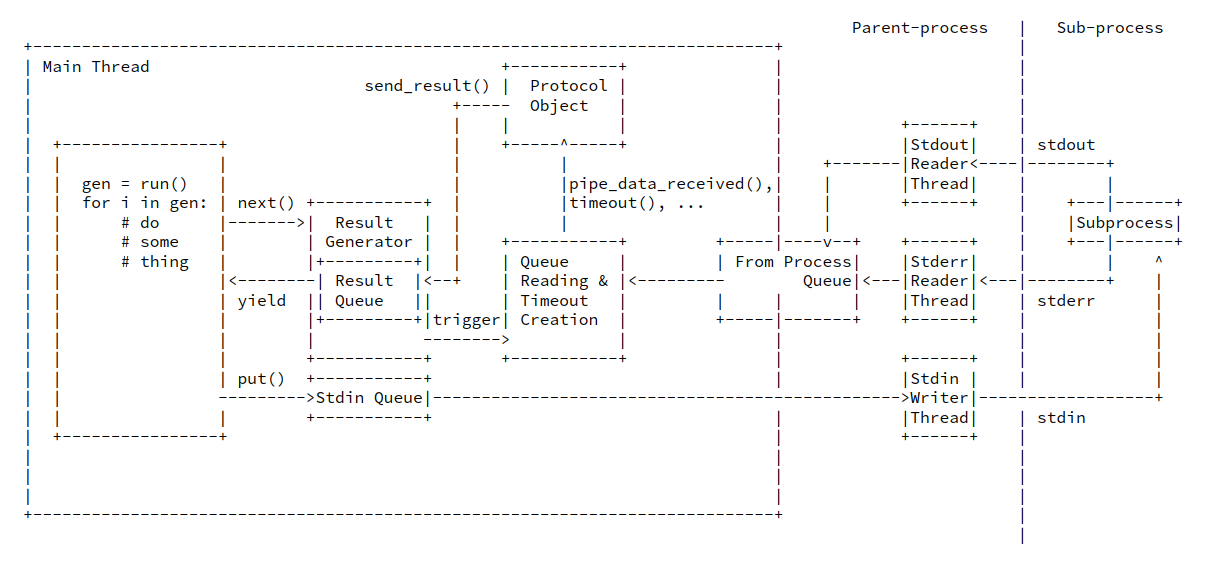 Parent-process | Sub-process
+----------------------------------------------------------------------------+ |
| Main Thread +-----------+ | |
| send_result() | Protocol | | |
| +----- Object | | |
| | | | | +------+ |
| +----------------+ | +-----^-----+ | |Stdout| | stdout
| | | | | | +-------|Reader<----|--------+
| | gen = run() | | |pipe_data_received(),| | |Thread| | |
| | for i in gen: | next() +-----------+ | |timeout(), ... | | +------+ | +---|------+
| | # do |------->| Result | | | | | | |Subprocess|
| | # some | | Generator | | +-----------+ +-----|----v--+ +------+ | +---|------+
| | # thing | |+---------+| | | Queue | | From Process| |Stderr| | | ^
| | |<--------| Result |<--+ | Reading & |<--------- Queue|<---|Reader|<---|--------+ |
| | | yield || Queue || | Timeout | | | | |Thread| | stderr |
| | | |+---------+|trigger| Creation | +-----|-------+ +------+ | |
| | | | --------> | | | |
| | | +-----------+ +-----------+ | +------+ | |
| | | put() +-----------+ | |Stdin | | |
| | --------->Stdin Queue|------------------------------------------------>Writer|------------------+
| | | +-----------+ | |Thread| | stdin
| +----------------+ | +------+ |
| | |
| | |
| | |
+----------------------------------------------------------------------------+ |
|